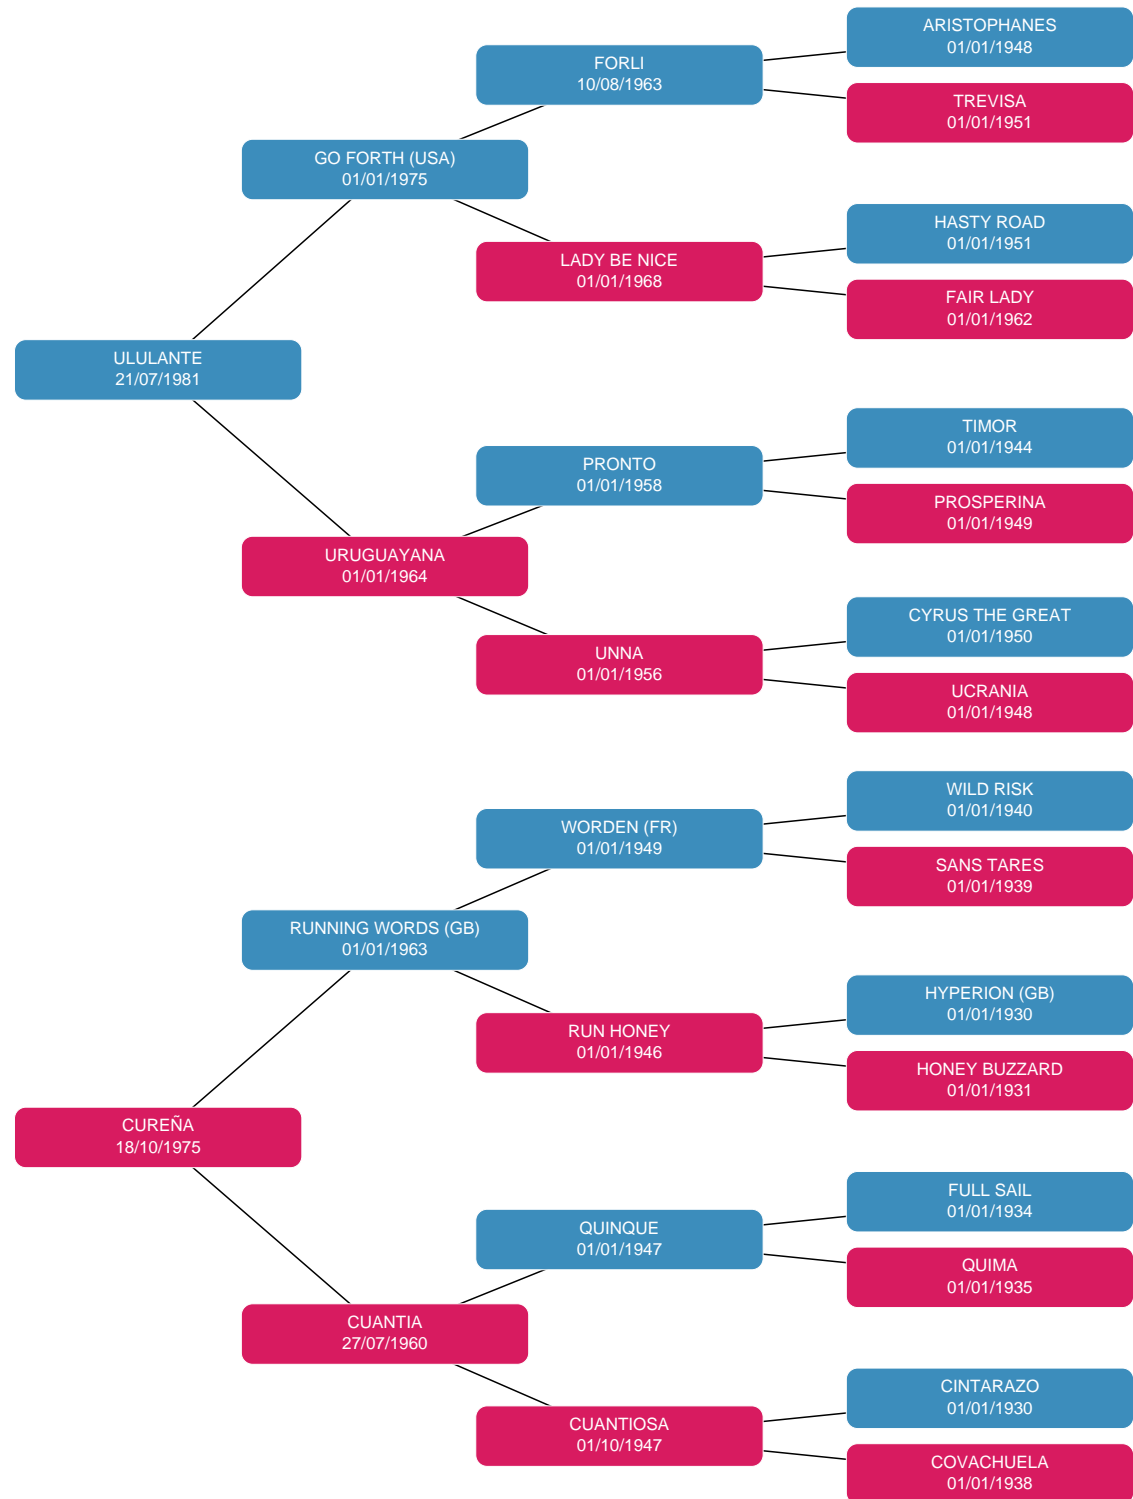 ARISTOPHANES
01/01/1948
FORLI
10/08/1963
TREVISA
01/01/1951
GO FORTH (USA)
01/01/1975
HASTY ROAD
01/01/1951
LADY BE NICE
01/01/1968
FAIR LADY
01/01/1962
ULULANTE
21/07/1981
TIMOR
01/01/1944
PRONTO
01/01/1958
PROSPERINA
01/01/1949
URUGUAYANA
01/01/1964
CYRUS THE GREAT
01/01/1950
UNNA
01/01/1956
UCRANIA
01/01/1948
WILD RISK
01/01/1940
WORDEN (FR)
01/01/1949
SANS TARES
01/01/1939
RUNNING WORDS (GB)
01/01/1963
HYPERION (GB)
01/01/1930
RUN HONEY
01/01/1946
HONEY BUZZARD
01/01/1931
CUREÑA
18/10/1975
FULL SAIL
01/01/1934
QUINQUE
01/01/1947
QUIMA
01/01/1935
CUANTIA
27/07/1960
CINTARAZO
01/01/1930
CUANTIOSA
01/10/1947
COVACHUELA
01/01/1938